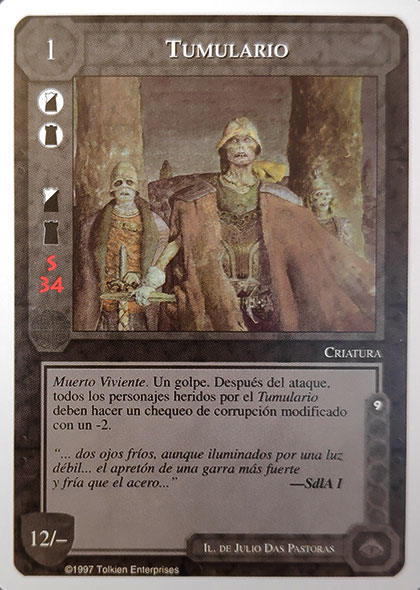 1
TUMULARIO
S
34
CRIATURA
Muerto Viviente. Un golpe. Después del ataque,
todos los personajes heridos por el Tumulario
deben hacer un chequeo de corrupción modificado
con un -2.
9
“... dos ojos fríos, aunque iluminados por una luz
débil... el apretón de una garra más fuerte
y fría que el acero...” —SdlA I
12/–
IL. DE JULIO DAS PASTORAS
©1997 Tolkien Enterprises